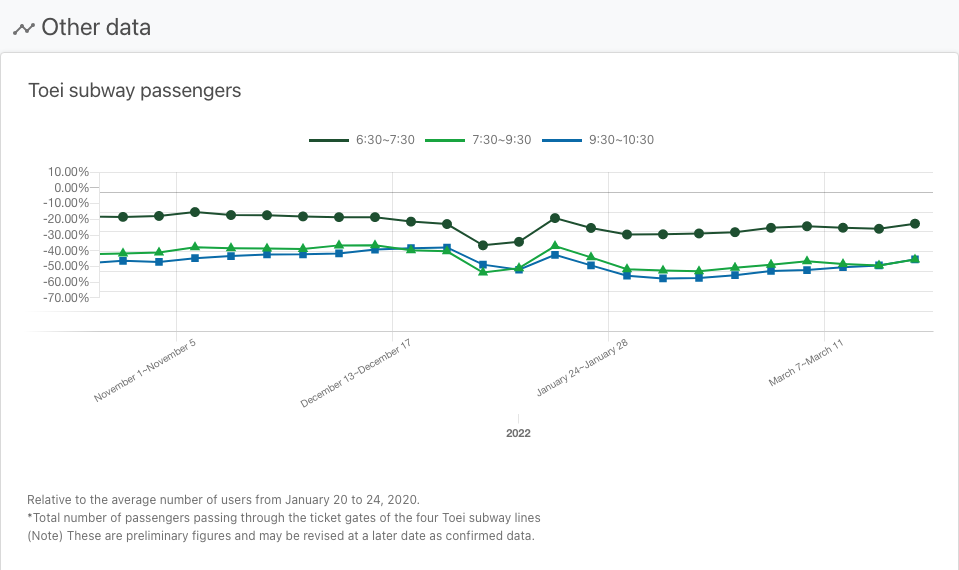 Other data
Toei subway passengers
6:30~7:30 7:30~9:30 9:30~10:30
10.00%
0.00%
-10.00%
-20.00%
-30.00%
-40.00%
-50.00%
-60.00%
-70.00%
November 1~November 5
December 13~December 17
January 24~January 28
March 7~March 11
2022
Relative to the average number of users from January 20 to 24, 2020.
*Total number of passengers passing through the ticket gates of the four Toei subway lines
(Note) These are preliminary figures and may be revised at a later date as confirmed data.